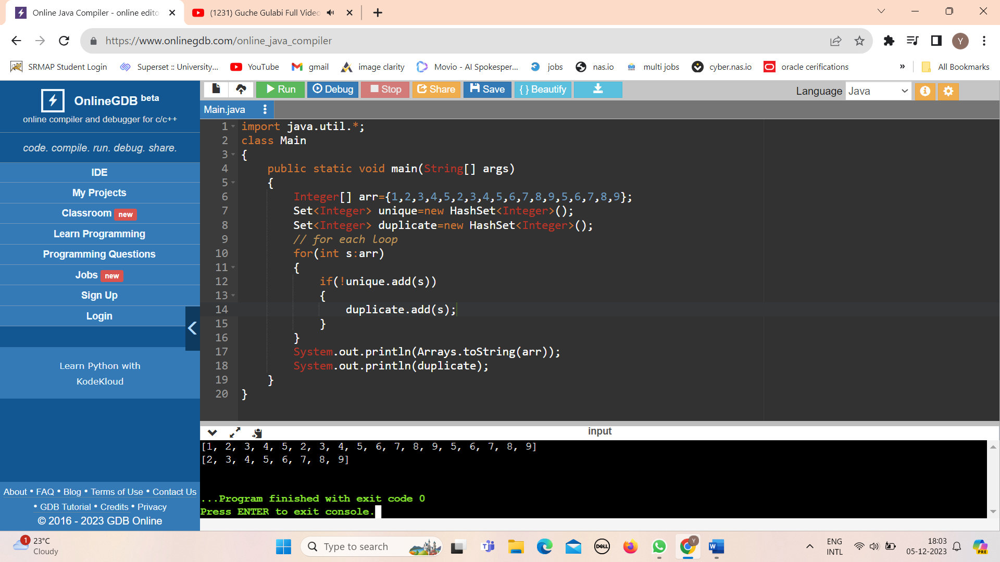 Online Java Compiler - online edito
(1231) Guche Gulabi Full Video
https://www.onlinegdb.com/online_java_compiler
Y
SRMAP Student Login
Superset :: University...
YouTube
gmail
image clarity
Movio - AI Spokesper...
jobs
nas.io
multi jobs
cyber.nas.io
oracle cerifications
»
All Bookmarks
OnlineGDB beta
online compiler and debugger for c/c++
code. compile. run. debug. share.
IDE
My Projects
Classroom new
Learn Programming
Programming Questions
Jobs new
Sign Up
Login
Learn Python with
KodeKloud
About • FAQ • Blog • Terms of Use • Contact Us
• GDB Tutorial • Credits • Privacy
© 2016 - 2023 GDB Online
Run
Debug
Stop
Share
Save
{ } Beautify
Language
Java
Main.java
1 import java.util.*;
2 class Main
3 {
4 public static void main(String[] args)
5 {
6 Integer[] arr={1,2,3,4,5,2,3,4,5,6,7,8,9,5,6,7,8,9};
7 Set<Integer> unique=new HashSet<Integer>();
8 Set<Integer> duplicate=new HashSet<Integer>();
9 // for each loop
10 for(int s:arr)
11 {
12 if(!unique.add(s))
13 {
14 duplicate.add(s);
15 }
16 }
17 System.out.println(Arrays.toString(arr));
18 System.out.println(duplicate);
19 }
20 }
input
[1, 2, 3, 4, 5, 2, 3, 4, 5, 6, 7, 8, 9, 5, 6, 7, 8, 9]
[2, 3, 4, 5, 6, 7, 8, 9]
...Program finished with exit code 0
Press ENTER to exit console.
1
23°C
Cloudy
Type to search
DELL
Y
W
ENG
INTL
18:03
05-12-2023
PRE